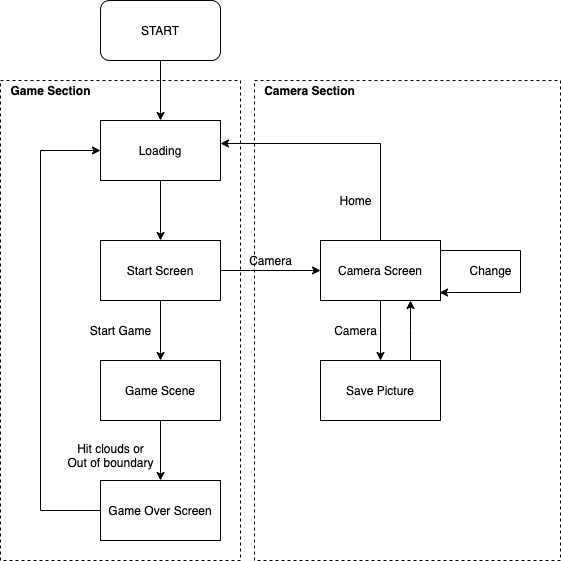 START
Game Section
Camera Section
Loading
Home
Start Screen
Camera
Camera Screen
Change
Start Game
Camera
Game Scene
Save Picture
Hit clouds or
Out of boundary
Game Over Screen